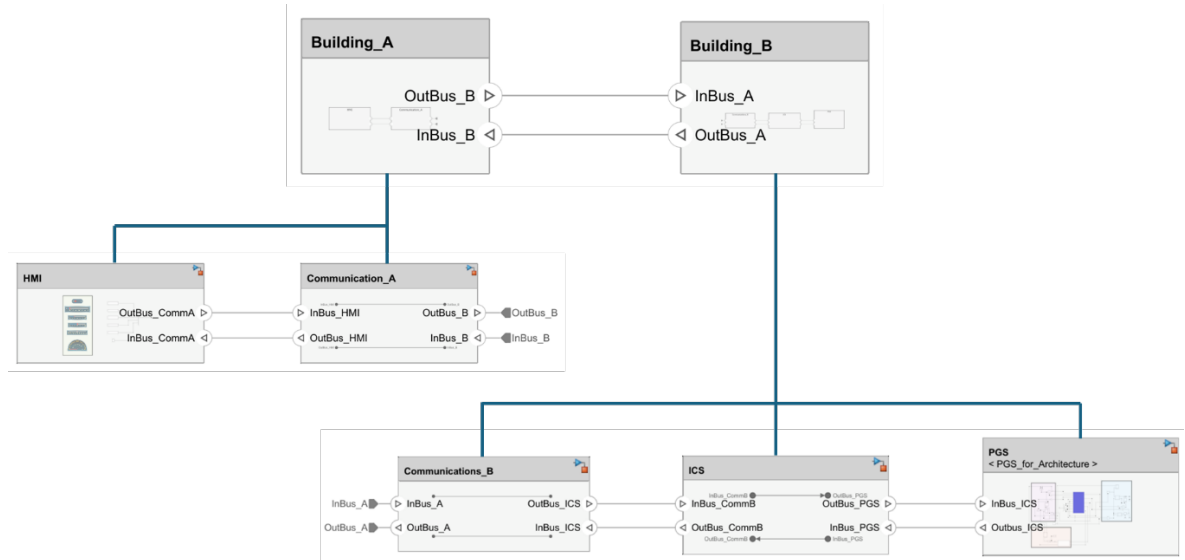 Building_A
Building_B
OutBus_B
InBus_A
InBus_B
OutBus_A
HMI
Communication_A
OutBus_CommA
InBus_HMI
OutBus_B
OutBus_B
InBus_CommA
OutBus_HMI
InBus_B
InBus_B
Communications_B
ICS
PGS
< PGS_for_Architecture >
InBus_A
InBus_A
OutBus_ICS
InBus_CommB
InBus_CommB
OutBus_PGS
OutBus_PGS
InBus_ICS
OutBus_A
OutBus_A
InBus_ICS
OutBus_CommB
OutBus_CommB
InBus_PGS
InBus_PGS
Outbus_ICS